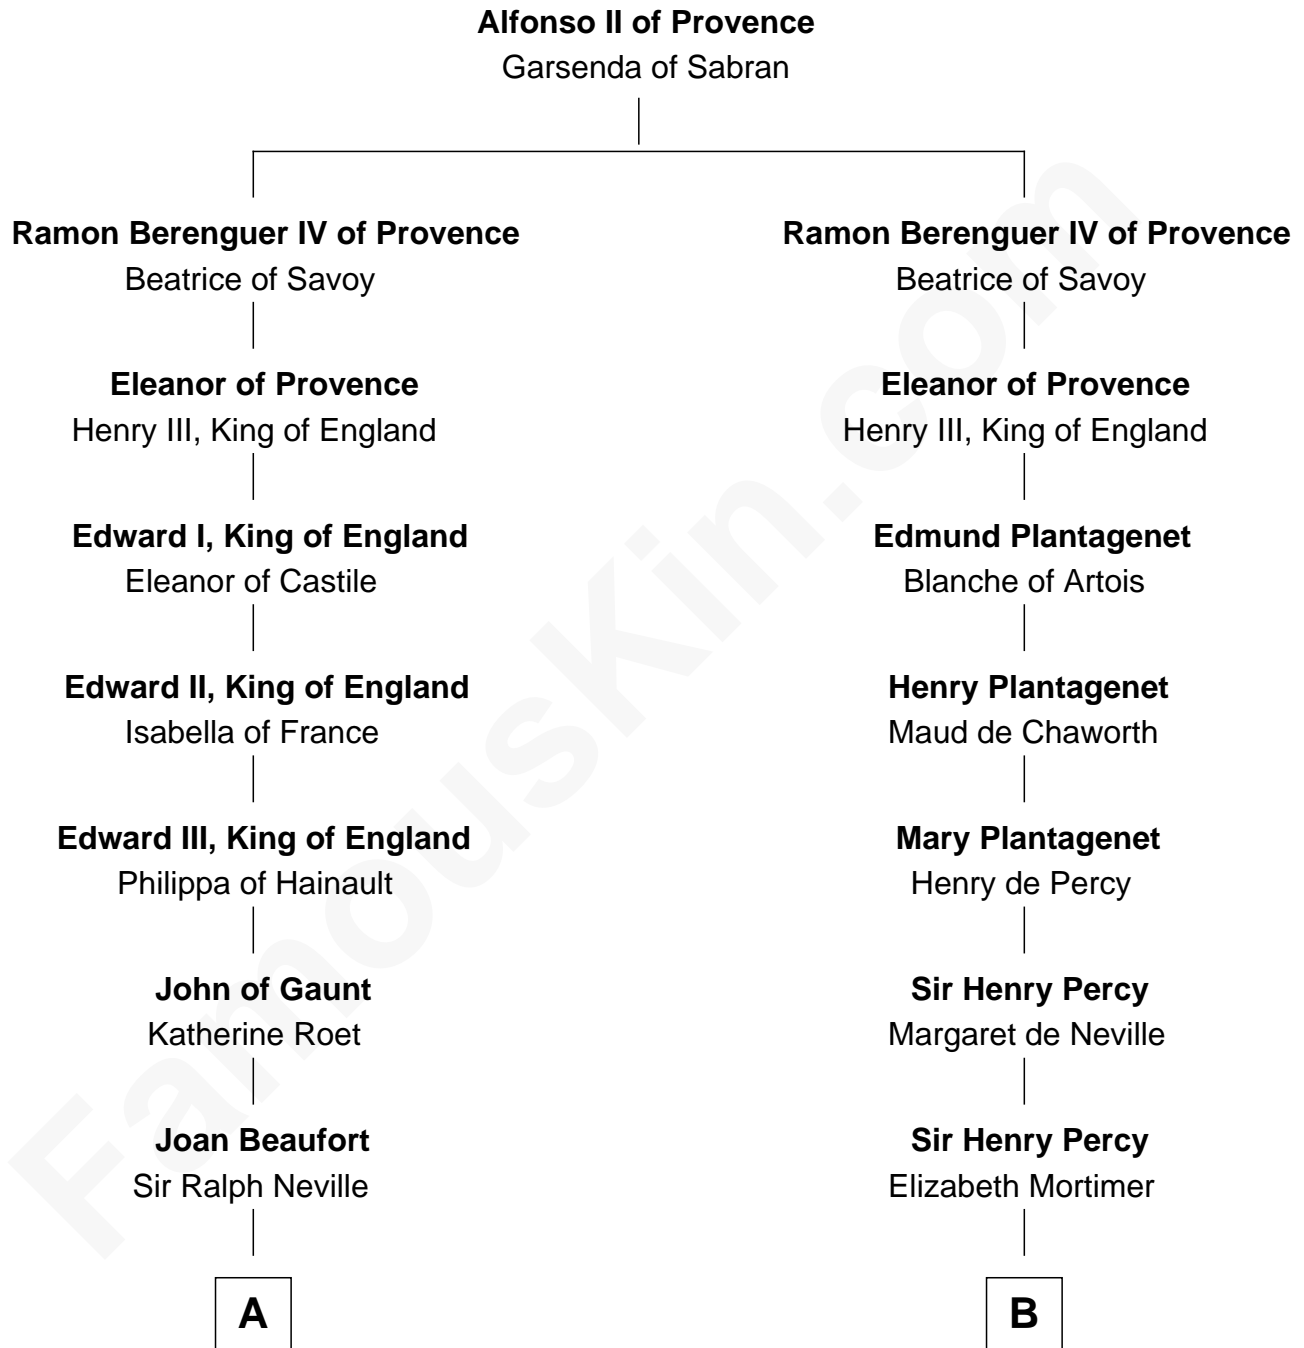 Alfonso II of Provence
Garsenda of Sabran
Ramon Berenguer IV of Provence
Beatrice of Savoy
Eleanor of Provence
Henry III, King of England
Edward I, King of England
Eleanor of Castile
Edward II, King of England
Isabella of France
Edward III, King of England
Philippa of Hainault
John of Gaunt
Katherine Roet
Joan Beaufort
Sir Ralph Neville
A
Ramon Berenguer IV of Provence
Beatrice of Savoy
Eleanor of Provence
Henry III, King of England
Edmund Plantagenet
Blanche of Artois
Henry Plantagenet
Maud de Chaworth
Mary Plantagenet
Henry de Percy
Sir Henry Percy
Margaret de Neville
Sir Henry Percy
Elizabeth Mortimer
B
FamousKin.com